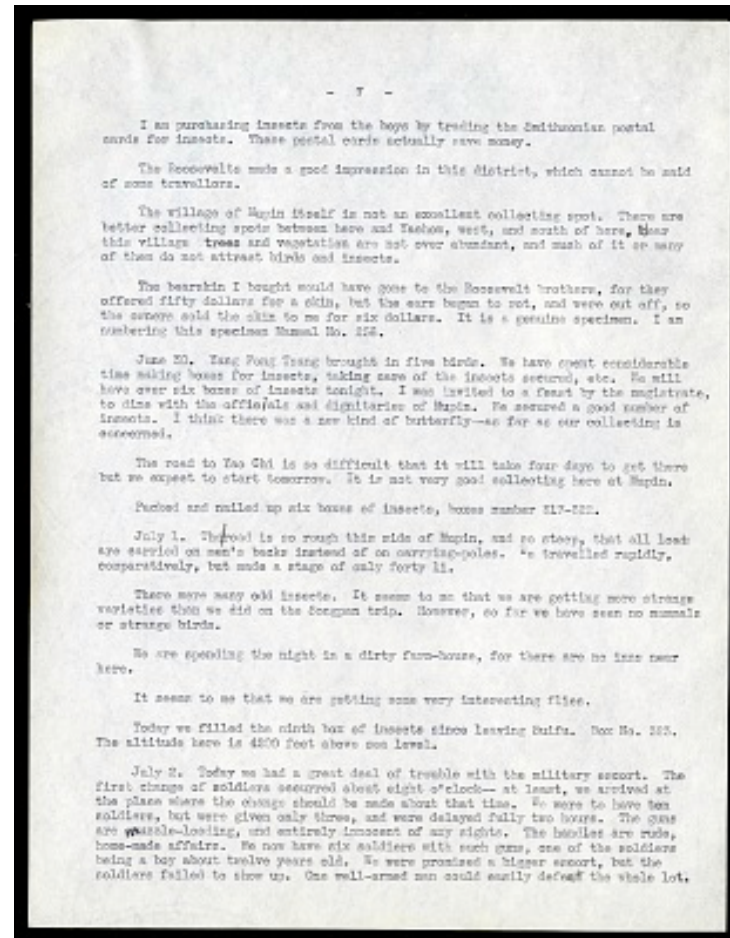 - 7 -
I am purchasing insects from the boys by trading the Smithsonian postal
cards for insects. These postal cards actually save money.
The Roosevelts made a good impression in this district, which cannot be said
of some travellers.
The village of Mupin itself is not an excellent collecting spot. There are
better collecting spots between here and Yachow, west, and south of here, Near
this village trees and vegetation are not over abundant, and much of it or many
of them do not attract birds and insects.
The bearskin I bought would have gone to the Roosevelt brothers, for they
offered fifty dollars for a skin, but the ears began to rot, and were cut off, so
the owners sold the skin to me for six dollars. It is a genuine specimen. I am
numbering this specimen Mammal No.
June 30. Yang Fong Tsang brought in five birds. We have spent considerable
time making boxes for insects, taking care of the insects secured, etc. We will
have over six boxes of insects tonight. I was invited to a feast by the magistrate,
to dine with the officials and dignitaries of Mupin. We secured a good number of
insects. I think there was a new kind of butterfly--as far as our collecting is
concerned.
The road to Yao Chi is so difficult that it will take four days to get there
but we expect to start tomorrow. It is not very good collecting here at Mupin.
Packed and nailed up six boxes of insects, boxes number
July 1. The road is so rough this side of Mupin, and so steep, that all loads
are carried on men's backs instead of on carrying-poles. We travelled rapidly,
comparatively, but made a stage of only forty li.
There were many odd insects. It seems to me that we are getting more strange
varieties than we did on the Songpan trip. However, so far we have seen no mammals
or strange birds.
We are spending the night in a dirty farm-house, for there are no inns near
here.
It seems to me that we are getting some very interesting flies.
Today we filled the ninth box of insects since leaving Suifu. Box No.
The altitude here is 4200 feet above sea level.
July 2. Today we had a great deal of trouble with the military escort. The
first change of soldiers occurred about eight o'clock-- at least, we arrived at
the place where the change should be made about that time. We were to have ten
soldiers, but were given only three, and were delayed fully two hours. The guns
are muzzle-loading, and entirely innocent of any sights. The handles are rude,
home-made affairs. We now have six soldiers with such guns, one of the soldiers
being a boy about twelve years old. We were promised a bigger escort, but the
soldiers failed to show up. One well-armed man could easily defeat the whole lot.